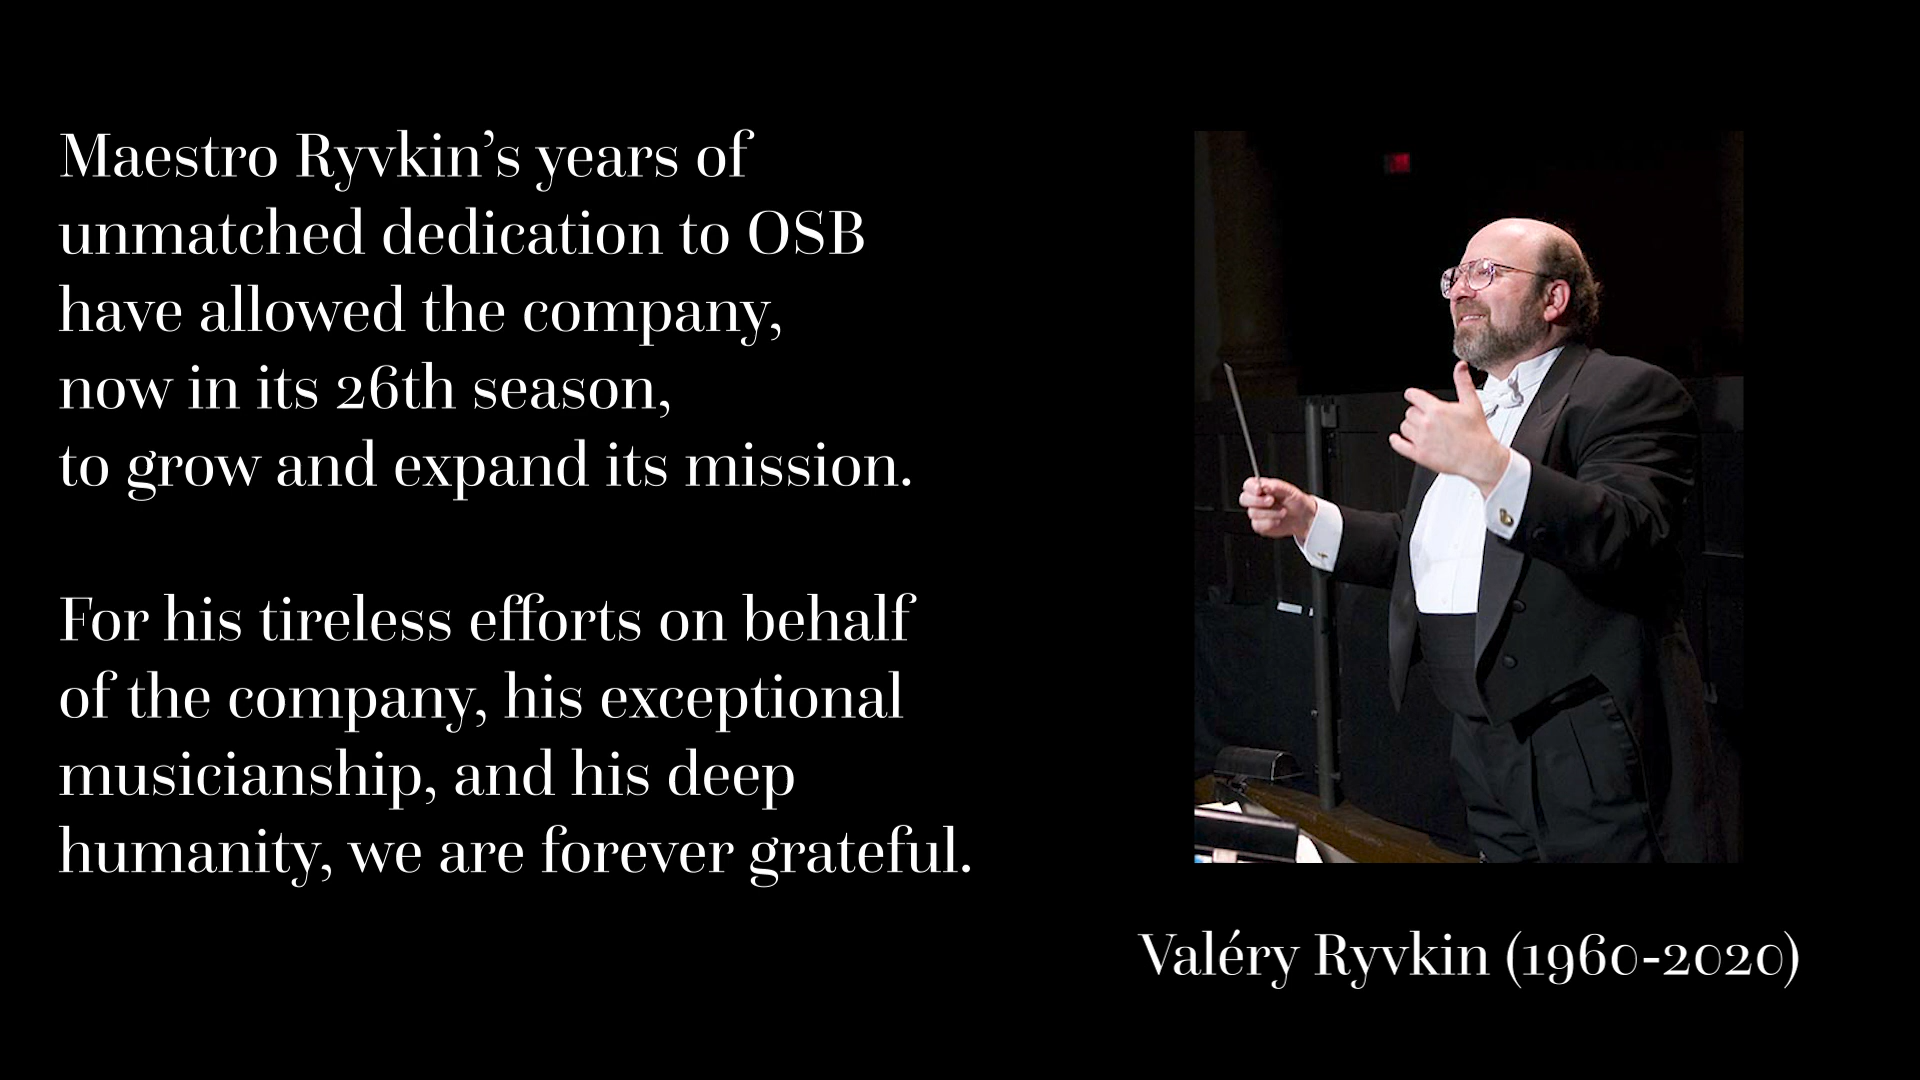 Maestro Ryvkin’s years of
unmatched dedication to OSB
have allowed the company,
now in its 26th season,
to grow and expand its mission.
For his tireless efforts on behalf
of the company, his exceptional
musicianship, and his deep
humanity, we are forever grateful.
Valéry Ryvkin (1960-2020)